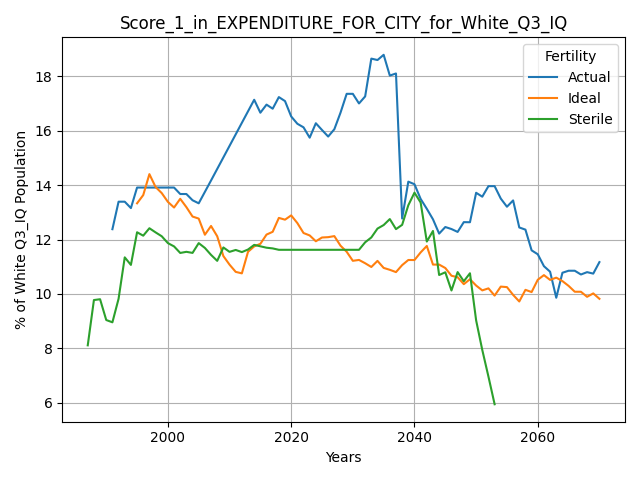 Score_1_in_EXPENDITURE_FOR_CITY_for_White_Q3_IQ
Fertility
Actual
Ideal
Sterile
% of White Q3_IQ Population
18
16
14
12
10
8
6
2000
2020
2040
2060
Years